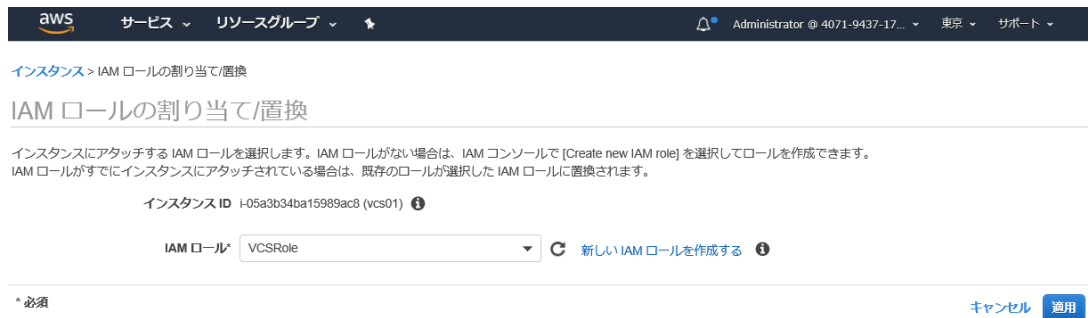 aws サービス リソースグループ Administrator @ 4071-9437-17... 東京 サポート
インスタンス > IAM ロールの割り当て/置換
IAM ロールの割り当て/置換
インスタンスにアタッチする IAM ロールを選択します。IAM ロールがない場合は、IAM コンソールで [Create new IAM role] を選択してロールを作成できます。
IAM ロールがすでにインスタンスにアタッチされている場合は、既存のロールが選択した IAM ロールに置換されます。
インスタンス ID i-05a3b34ba15989ac8 (vcs01)
IAM ロール* VCSRole 新しい IAM ロールを作成する
* 必須 キャンセル 適用